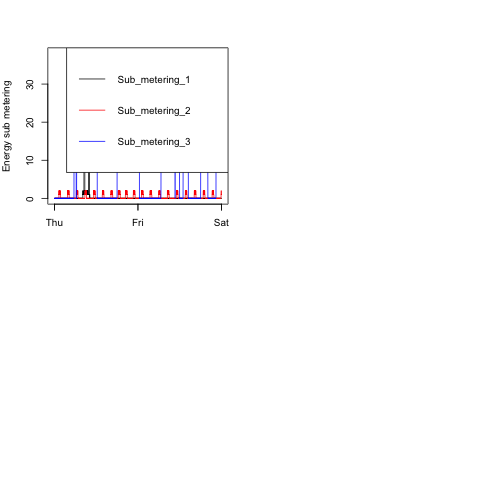 Energy sub metering
30
20
10
0
Sub_metering_1
Sub_metering_2
Sub_metering_3
Thu Fri Sat